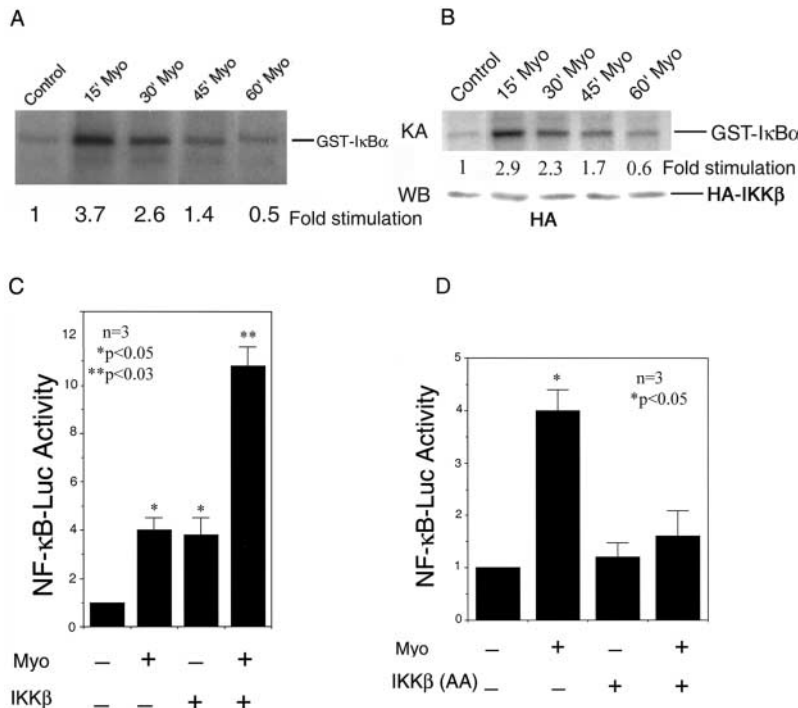 A
Control 15' Myo 30' Myo 45' Myo 60' Myo
GST-IκBα
1 3.7 2.6 1.4 0.5 Fold stimulation
B
Control 15' Myo 30' Myo 45' Myo 60' Myo
KA GST-IκBα
1 2.9 2.3 1.7 0.6 Fold stimulation
WB HA-IKKβ
HA
C
NF-κB-Luc Activity
12
10
8
6
4
2
0
n=3
*p<0.05
**p<0.03
* * **
Myo – + – +
IKKβ – – + +
D
NF-κB-Luc Activity
5
4
3
2
1
0
n=3
*p<0.05
*
Myo – + – +
IKKβ (AA) – – + +